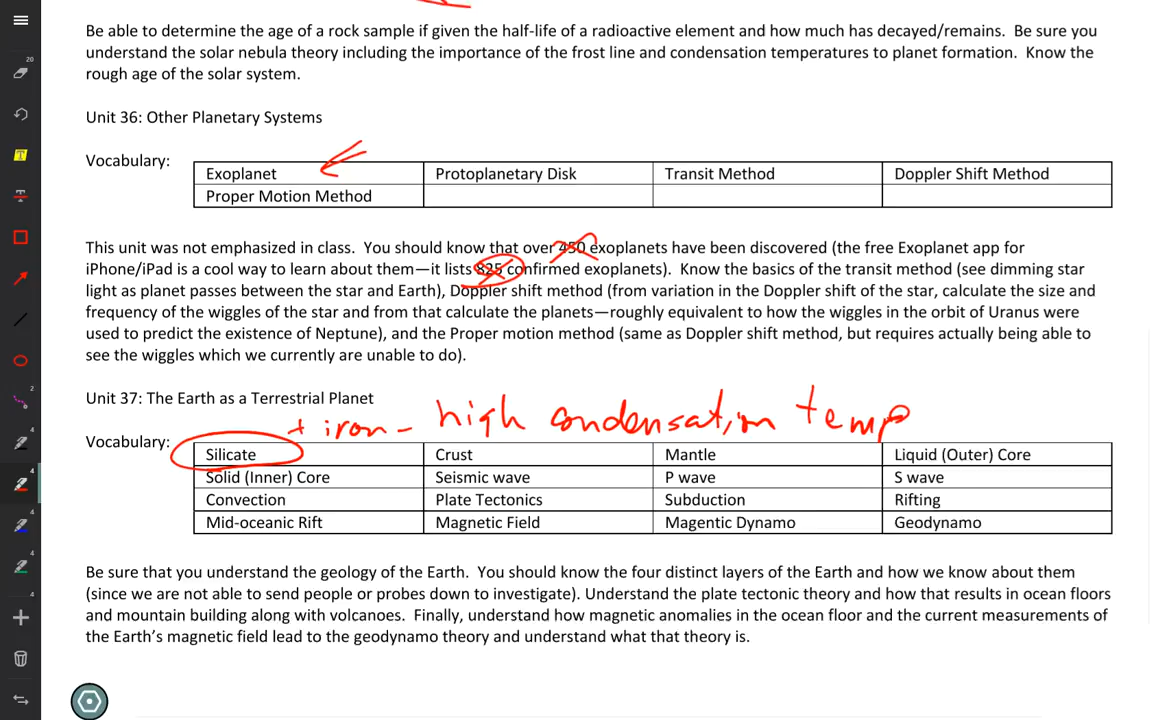 Be able to determine the age of a rock sample if given the half-life of a radioactive element and how much has decayed/remains. Be sure you
understand the solar nebula theory including the importance of the frost line and condensation temperatures to planet formation. Know the
rough age of the solar system.
Unit 36: Other Planetary Systems
Vocabulary:
Exoplanet Protoplanetary Disk Transit Method Doppler Shift Method
Proper Motion Method
This unit was not emphasized in class. You should know that over 450 exoplanets have been discovered (the free Exoplanet app for
iPhone/iPad is a cool way to learn about them—it lists 825 confirmed exoplanets). Know the basics of the transit method (see dimming star
light as planet passes between the star and Earth), Doppler shift method (from variation in the Doppler shift of the star, calculate the size and
frequency of the wiggles of the star and from that calculate the planets—roughly equivalent to how the wiggles in the orbit of Uranus were
used to predict the existence of Neptune), and the Proper motion method (same as Doppler shift method, but requires actually being able to
see the wiggles which we currently are unable to do).
Unit 37: The Earth as a Terrestrial Planet
+ iron - high condensation temp
Vocabulary:
Silicate Crust Mantle Liquid (Outer) Core
Solid (Inner) Core Seismic wave P wave S wave
Convection Plate Tectonics Subduction Rifting
Mid-oceanic Rift Magnetic Field Magentic Dynamo Geodynamo
Be sure that you understand the geology of the Earth. You should know the four distinct layers of the Earth and how we know about them
(since we are not able to send people or probes down to investigate). Understand the plate tectonic theory and how that results in ocean floors
and mountain building along with volcanoes. Finally, understand how magnetic anomalies in the ocean floor and the current measurements of
the Earth's magnetic field lead to the geodynamo theory and understand what that theory is.
20
2
4
4
4
4
4